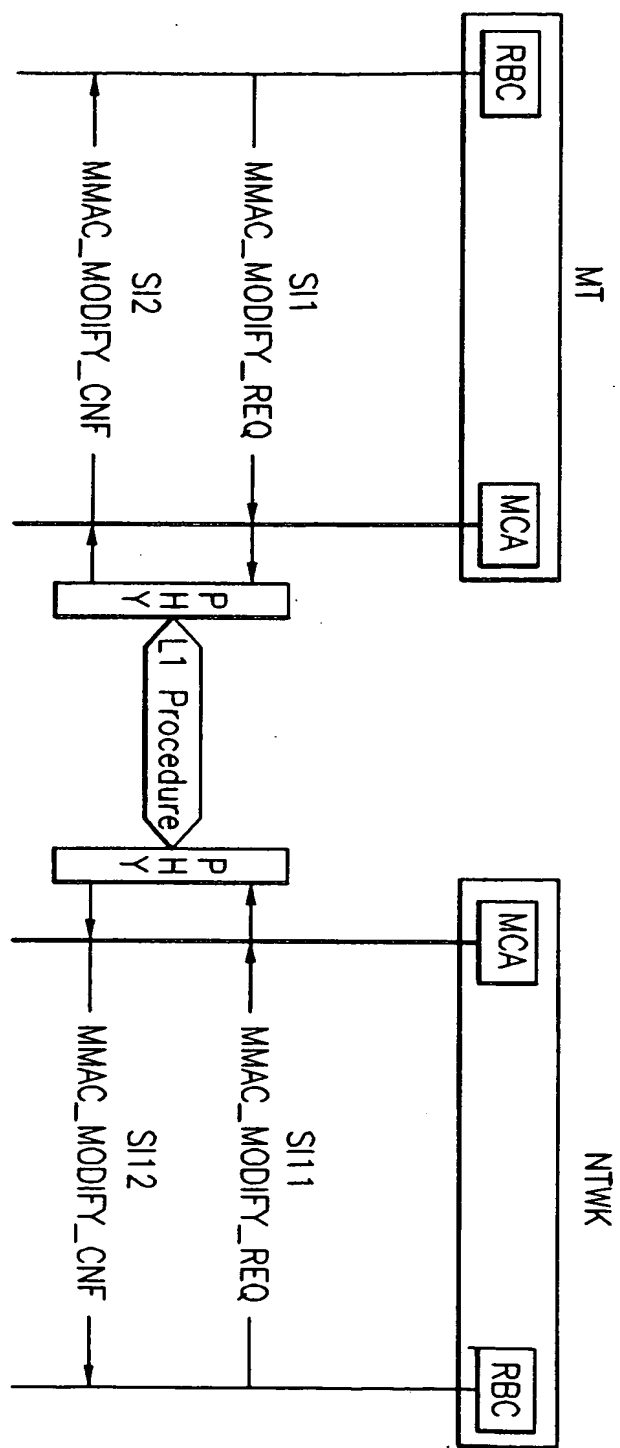 MT
NTWK
RBC
MCA
MCA
RBC
SI1
MMAC_MODIFY_REQ
SI11
MMAC_MODIFY_REQ
PHY
L1 Procedure
PHY
SI2
MMAC_MODIFY_CNF
SI12
MMAC_MODIFY_CNF